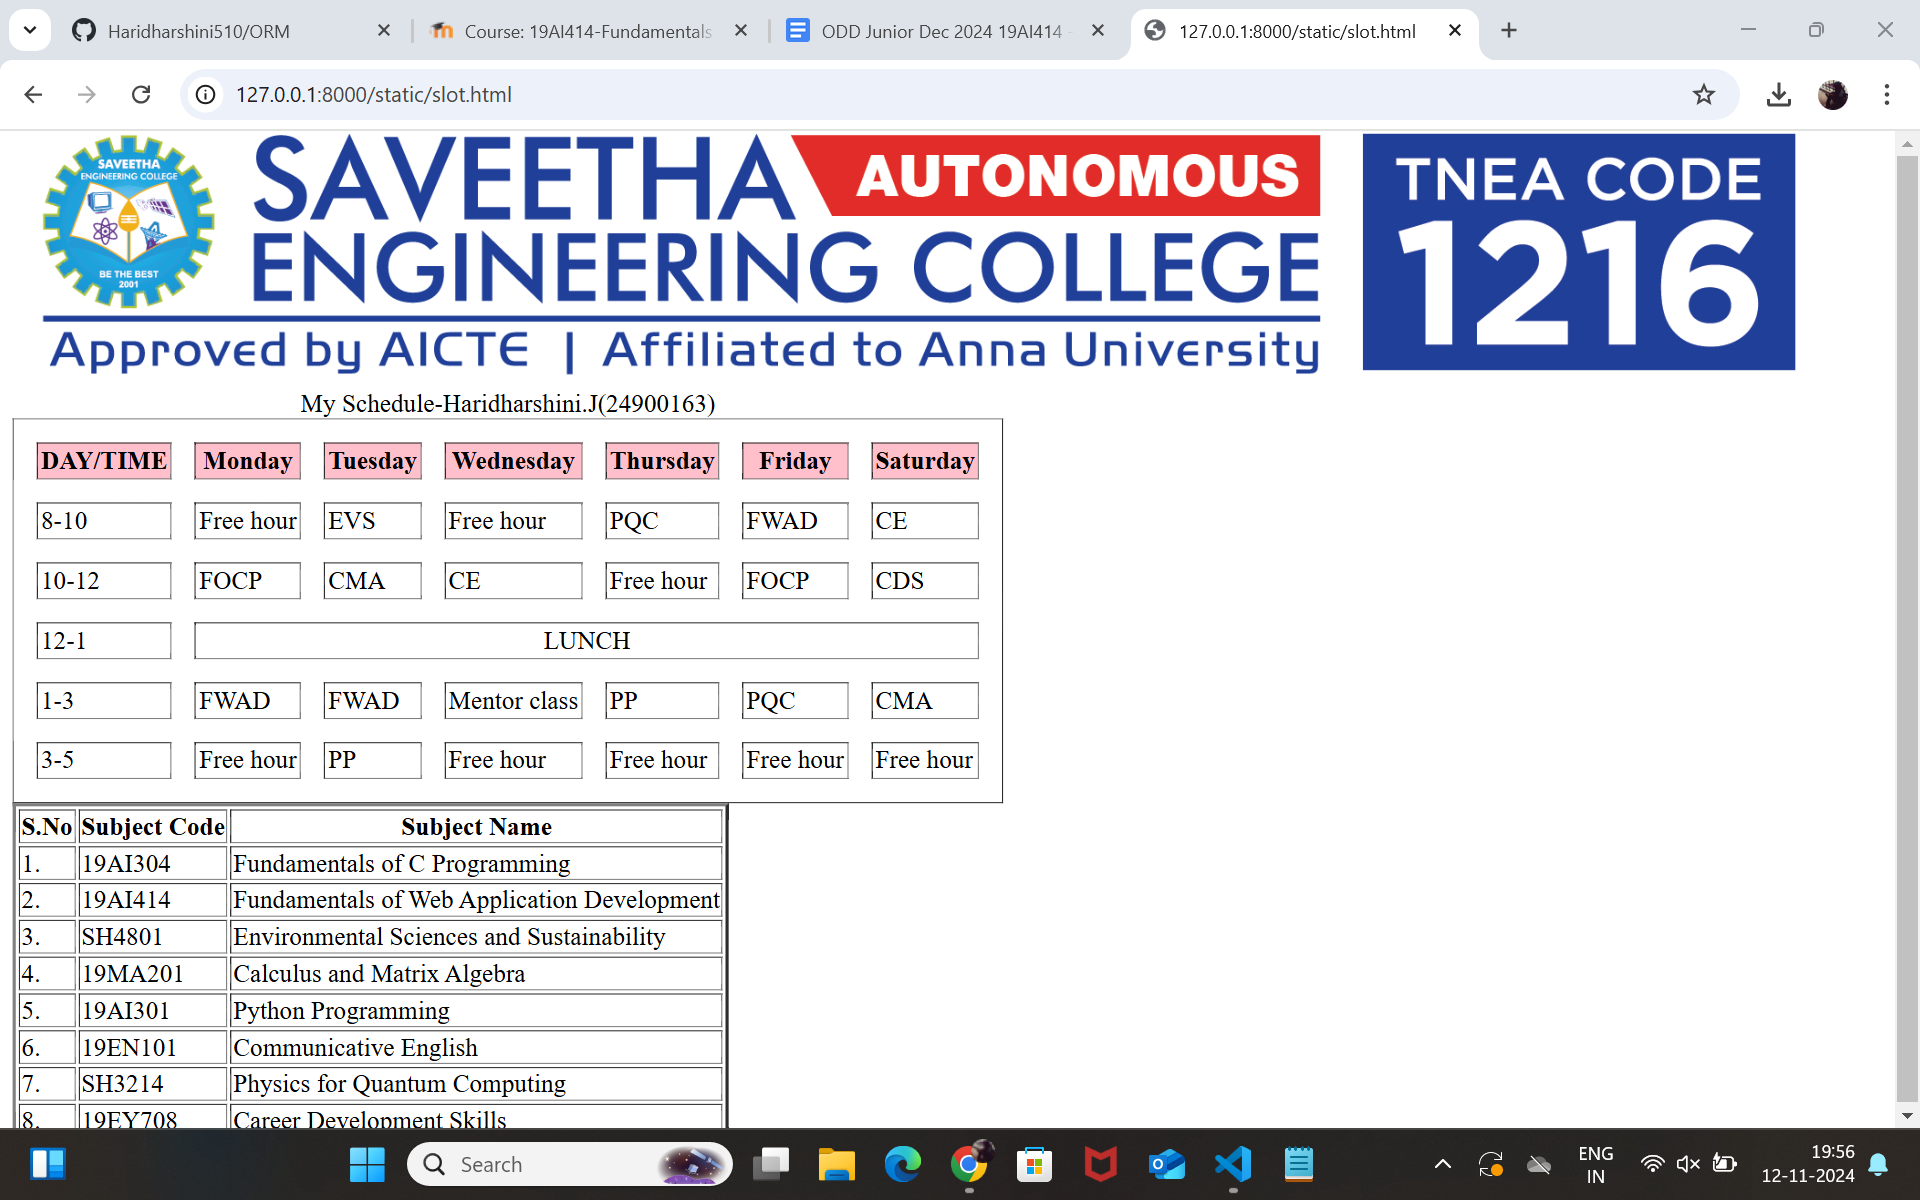 Haridharshini510/ORM
Course: 19AI414-Fundamentals
ODD Junior Dec 2024 19AI414 -
127.0.0.1:8000/static/slot.html
127.0.0.1:8000/static/slot.html
SAVEETHA
ENGINEERING COLLEGE
BE THE BEST
2001
SAVEETHA AUTONOMOUS
ENGINEERING COLLEGE
Approved by AICTE | Affiliated to Anna University
TNEA CODE
1216
My Schedule-Haridharshini.J(24900163)
DAY/TIME Monday Tuesday Wednesday Thursday Friday Saturday
8-10 Free hour EVS Free hour PQC FWAD CE
10-12 FOCP CMA CE Free hour FOCP CDS
12-1 LUNCH
1-3 FWAD FWAD Mentor class PP PQC CMA
3-5 Free hour PP Free hour Free hour Free hour Free hour
S.No Subject Code Subject Name
1. 19AI304 Fundamentals of C Programming
2. 19AI414 Fundamentals of Web Application Development
3. SH4801 Environmental Sciences and Sustainability
4. 19MA201 Calculus and Matrix Algebra
5. 19AI301 Python Programming
6. 19EN101 Communicative English
7. SH3214 Physics for Quantum Computing
8. 19EY708 Career Development Skills
Search
ENG
IN
19:56
12-11-2024